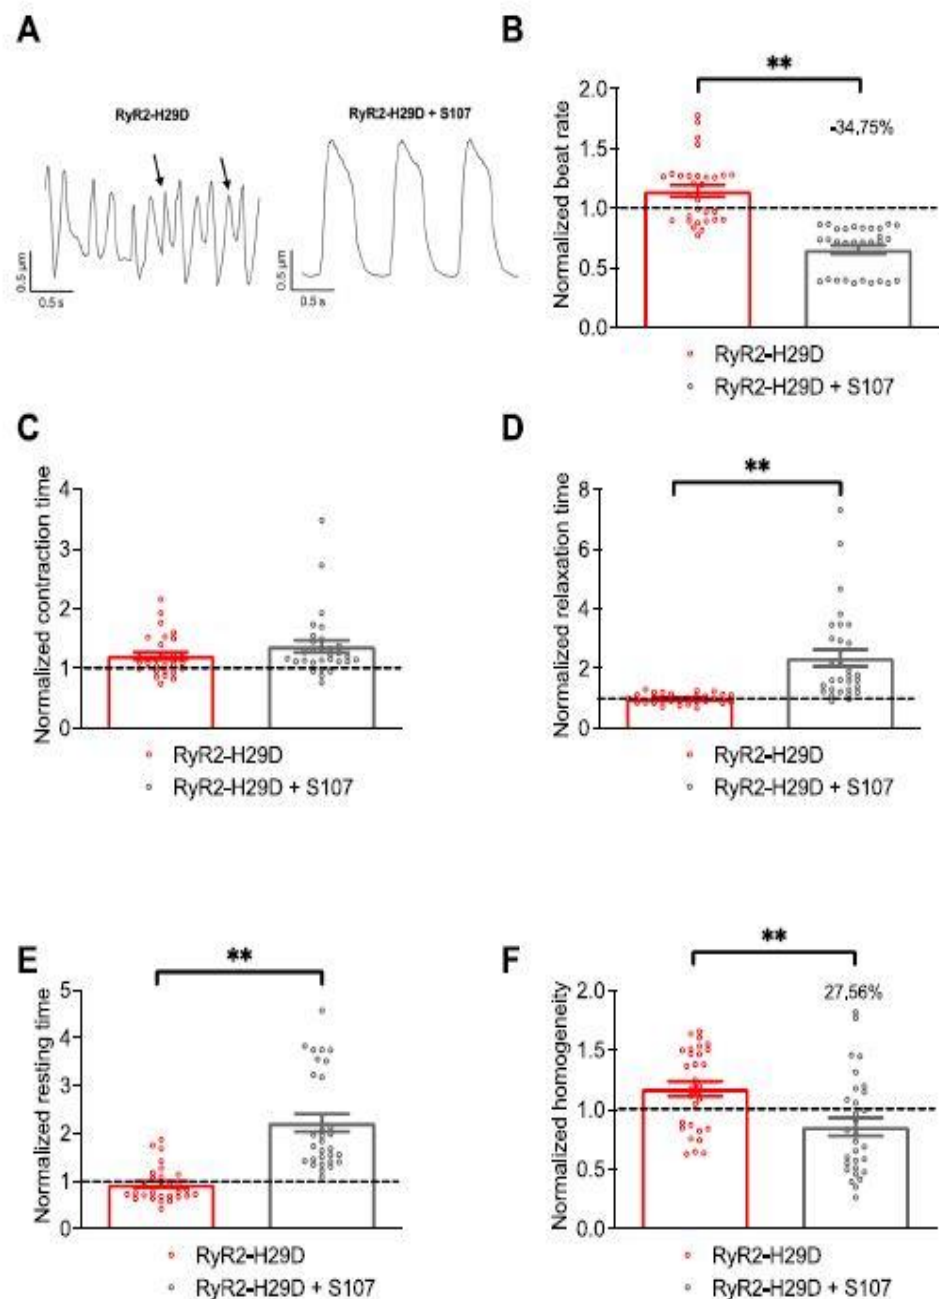 A
RyR2-H29D
RyR2-H29D + S107
0.5 µm
0.5 s
0.5 µm
0.5 s
B
**
-34,75%
Normalized beat rate
2.0
1.5
1.0
0.5
0.0
RyR2-H29D
RyR2-H29D + S107
C
Normalized contraction time
4
3
2
1
0
RyR2-H29D
RyR2-H29D + S107
D
**
Normalized relaxation time
8
6
4
2
0
RyR2-H29D
RyR2-H29D + S107
E
**
Normalized resting time
5
4
3
2
1
0
RyR2-H29D
RyR2-H29D + S107
F
**
27,56%
Normalized homogeneity
2.0
1.5
1.0
0.5
0.0
RyR2-H29D
RyR2-H29D + S107